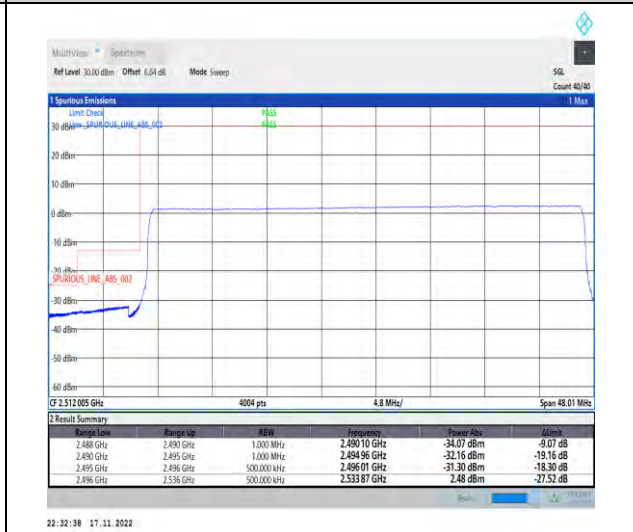 MultiView Spectrum
Ref Level 30.00 dBm Offset 6.64 dB Mode Sweep SGL
Count 40/40
1 Spurious Emissions 1 Max
Limit Check PASS
30 dBm Line _SPURIOUS_LINE_ABS_002 PASS
20 dBm
10 dBm
0 dBm
-10 dBm
-20 dBm
SPURIOUS_LINE_ABS_002
-30 dBm
-40 dBm
-50 dBm
-60 dBm
CF 2.512 005 GHz 4004 pts 4.8 MHz/ Span 48.01 MHz
2 Result Summary
Range Low Range Up RBW Frequency Power Abs ΔLimit
2.488 GHz 2.490 GHz 1.000 MHz 2.490 10 GHz -34.07 dBm -9.07 dB
2.490 GHz 2.495 GHz 1.000 MHz 2.494 96 GHz -32.16 dBm -19.16 dB
2.495 GHz 2.496 GHz 500.000 kHz 2.496 01 GHz -31.30 dBm -18.30 dB
2.496 GHz 2.536 GHz 500.000 kHz 2.533 87 GHz 2.48 dBm -27.52 dB
22:32:38 17.11.2022